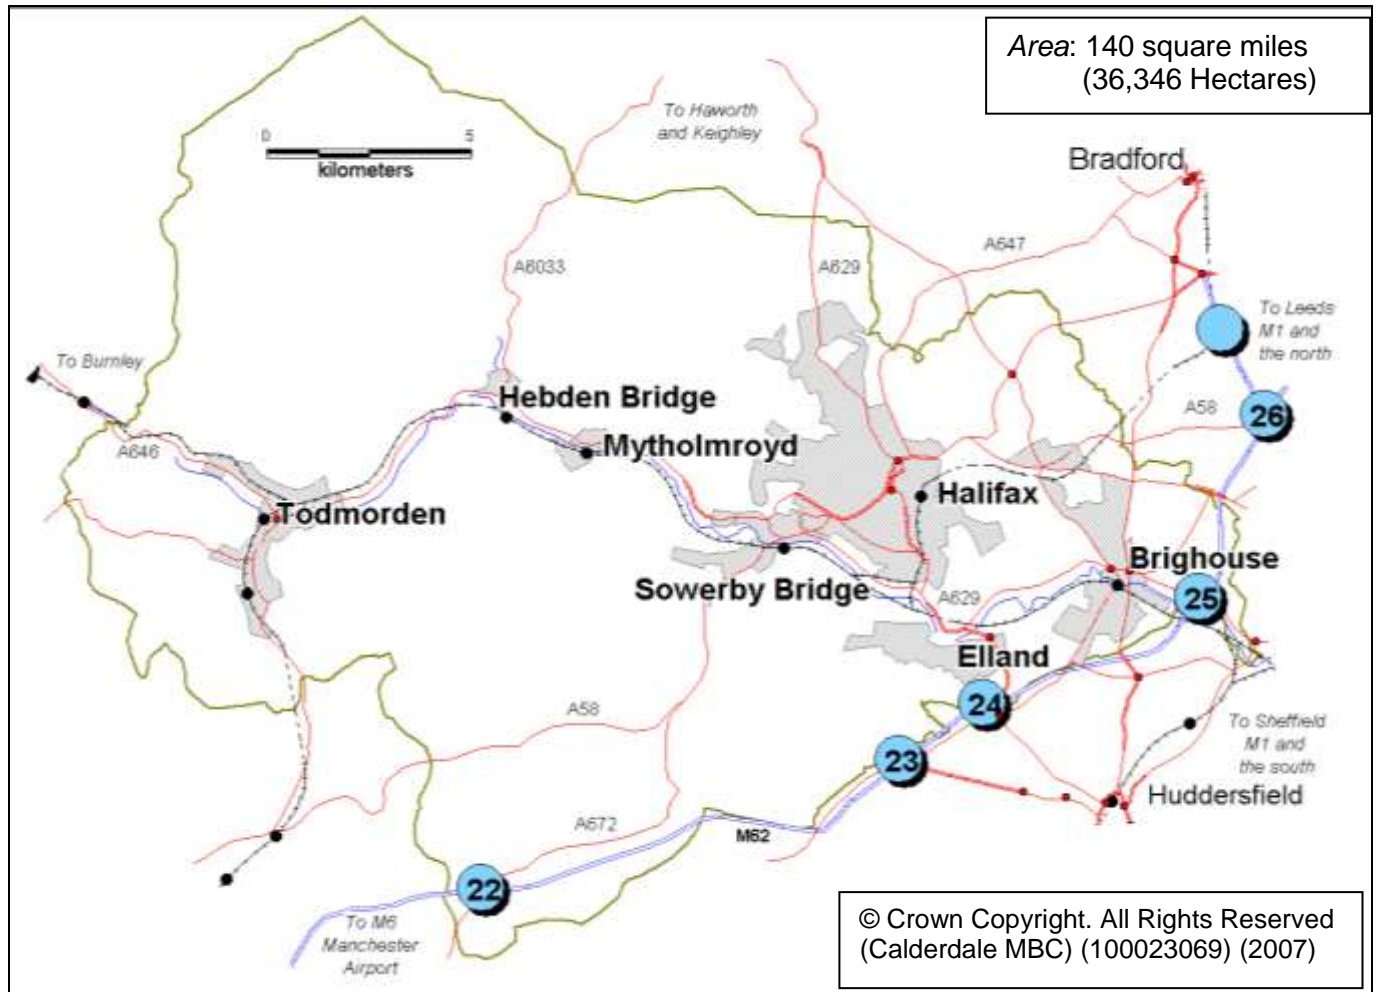 Area: 140 square miles
(36,346 Hectares)
0 5
kilometers
To Haworth
and Keighley
Bradford
A647
A6033
A629
To Leeds
M1 and
the north
To Burnley
A58
26
Hebden Bridge
Mytholmroyd
A646
Halifax
Todmorden
Brighouse
Sowerby Bridge
A629
25
Elland
24
A58
To Sheffield
M1 and
the south
23
Huddersfield
A672
M62
22
To M6
Manchester
Airport
© Crown Copyright. All Rights Reserved
(Calderdale MBC) (100023069) (2007)